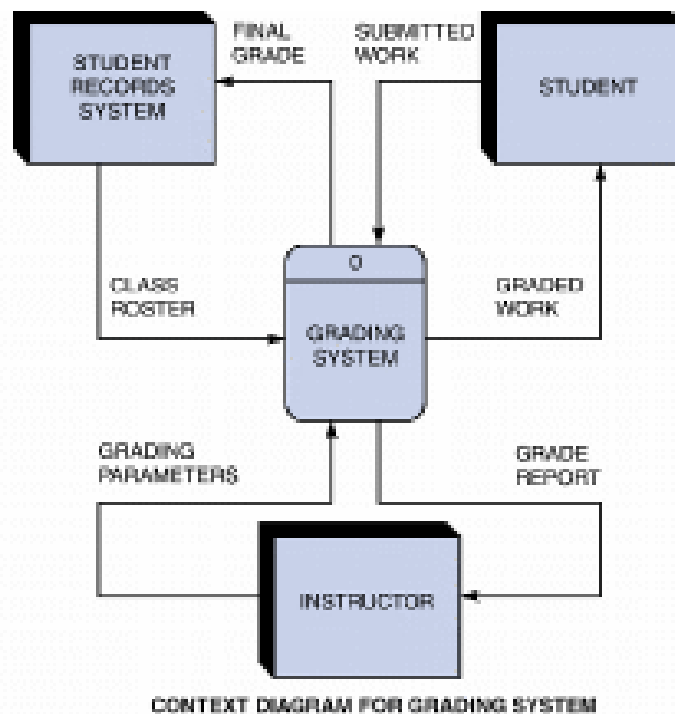 FINAL
GRADE
SUBMITTED
WORK
STUDENT
RECORDS
SYSTEM
STUDENT
0
CLASS
ROSTER
GRADED
WORK
GRADING
SYSTEM
GRADING
PARAMETERS
GRADE
REPORT
INSTRUCTOR
CONTEXT DIAGRAM FOR GRADING SYSTEM